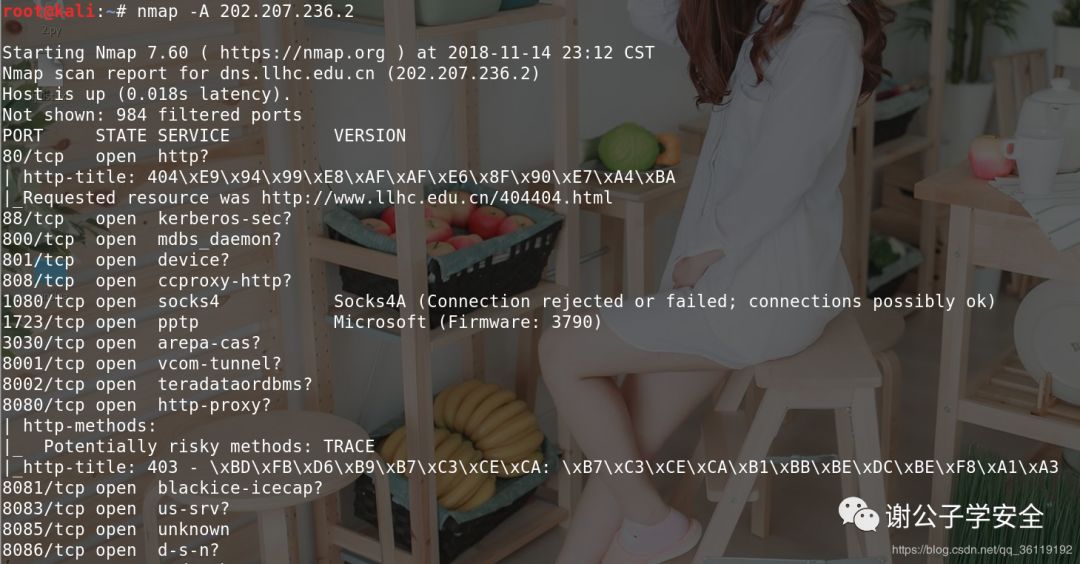 root@kali:~# nmap -A 202.207.236.2
2.py
Starting Nmap 7.60 ( https://nmap.org ) at 2018-11-14 23:12 CST
Nmap scan report for dns.llhc.edu.cn (202.207.236.2)
Host is up (0.018s latency).
Not shown: 984 filtered ports
PORT     STATE SERVICE          VERSION
80/tcp   open  http?
| http-title: 404\xE9\x94\x99\xE8\xAF\xAF\xE6\x8F\x90\xE7\xA4\xBA
|_Requested resource was http://www.llhc.edu.cn/404404.html
88/tcp   open  kerberos-sec?
800/tcp  open  mdbs_daemon?
801/tcp  open  device?
808/tcp  open  ccproxy-http?
1080/tcp open  socks4           Socks4A (Connection rejected or failed; connections possibly ok)
1723/tcp open  pptp             Microsoft (Firmware: 3790)
3030/tcp open  arepa-cas?
8001/tcp open  vcom-tunnel?
8002/tcp open  teradataordbms?
8080/tcp open  http-proxy?
| http-methods:
|_  Potentially risky methods: TRACE
|_http-title: 403 - \xBD\xFB\xD6\xB9\xB7\xC3\xCE\xCA: \xB7\xC3\xCE\xCA\xB1\xBB\xBE\xDC\xBE\xF8\xA1\xA3
8081/tcp open  blackice-icecap?
8083/tcp open  us-srv?
8085/tcp open  unknown
8086/tcp open  d-s-n?
谢公子学安全
https://blog.csdn.net/qq_36119192